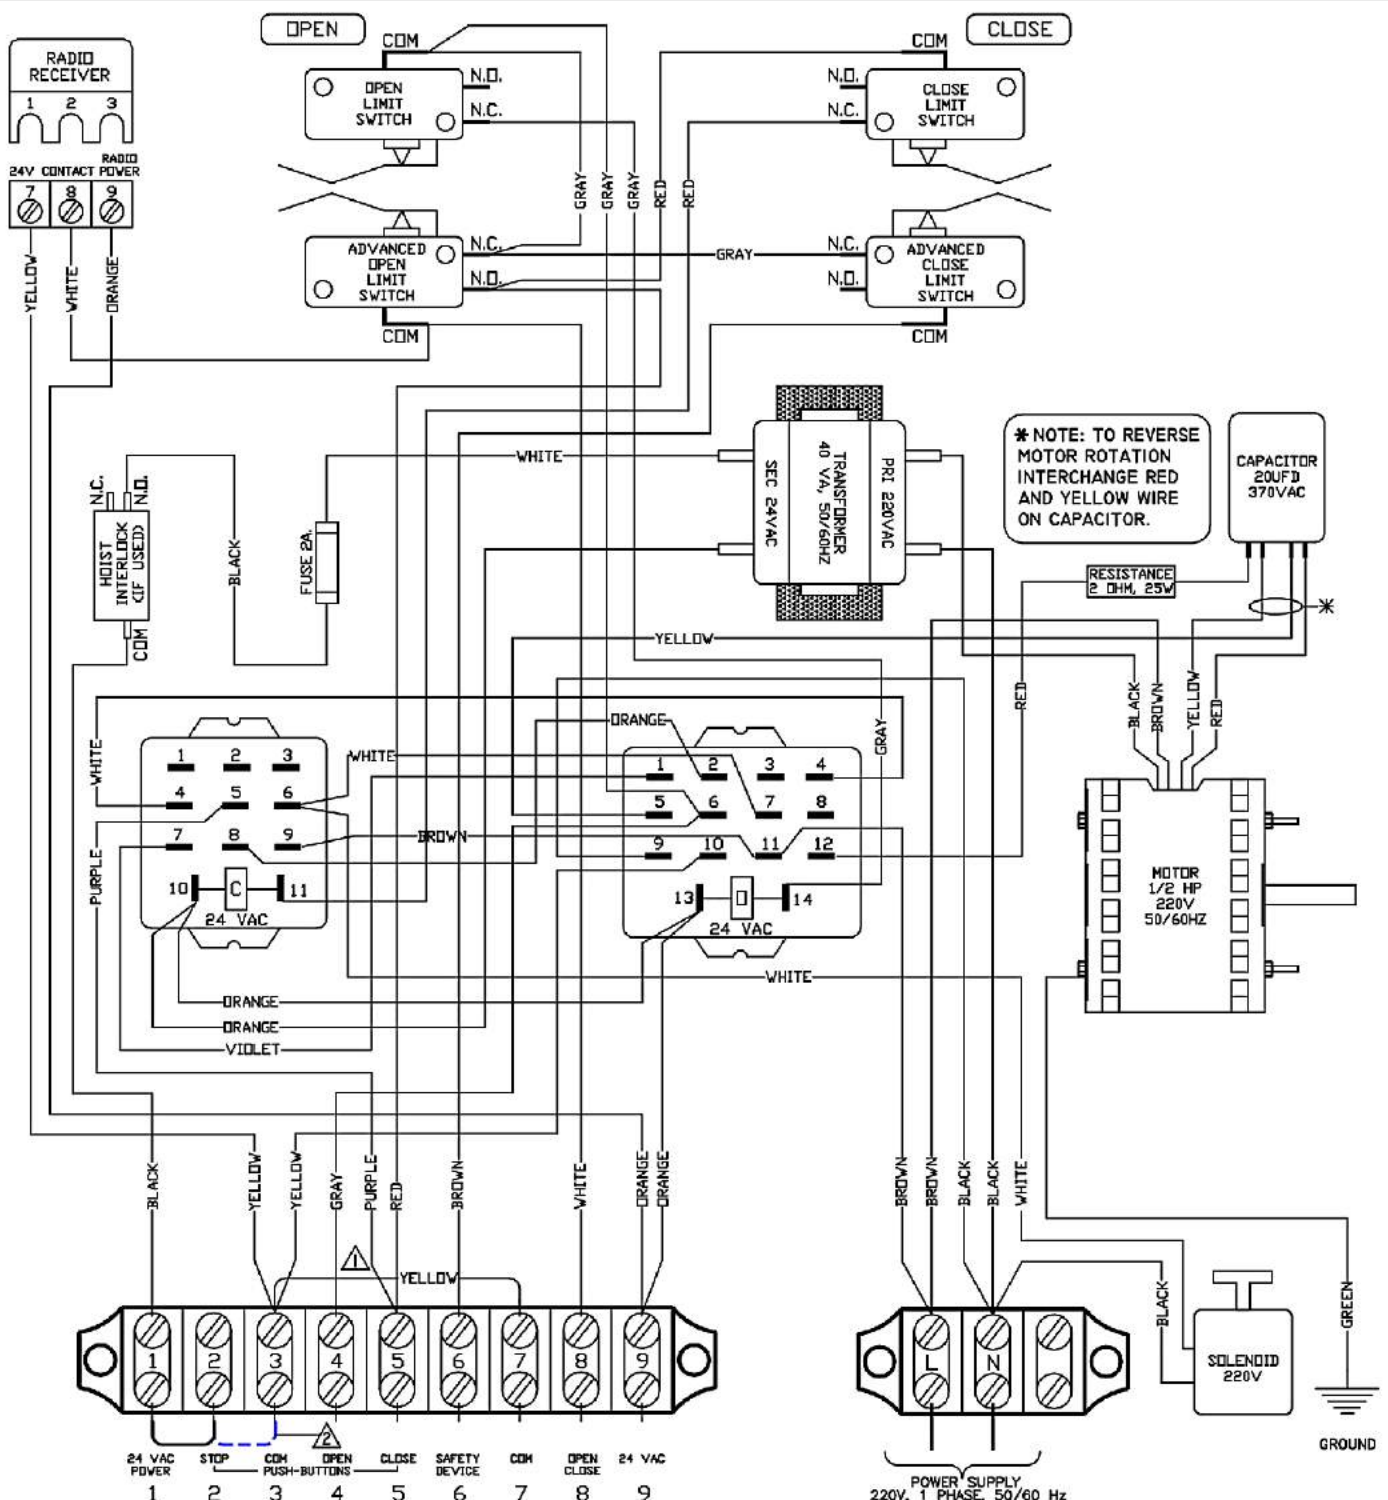 OPEN
CLOSE
RADIO
RECEIVER
1 2 3
24V CONTACT RADIO POWER
7 8 9
YELLOW
WHITE
ORANGE
COM
N.O.
N.C.
OPEN
LIMIT
SWITCH
COM
N.O.
N.C.
CLOSE
LIMIT
SWITCH
GRAY
GRAY
GRAY
RED
RED
ADVANCED
OPEN
LIMIT
SWITCH
N.C.
N.O.
COM
GRAY
N.C.
N.O.
ADVANCED
CLOSE
LIMIT
SWITCH
COM
N.C.
N.O.
HOIST
INTERLOCK
(IF USED)
COM
BLACK
FUSE 2A.
WHITE
SEC 24VAC
TRANSFORMER
40 VA, 50/60HZ
PRI 220VAC
* NOTE: TO REVERSE
MOTOR ROTATION
INTERCHANGE RED
AND YELLOW WIRE
ON CAPACITOR.
CAPACITOR
20UFD
370VAC
RESISTANCE
2 OHM, 25W
*
YELLOW
RED
BLACK
BROWN
YELLOW
RED
WHITE
PURPLE
1 2 3
4 5 6
7 8 9
10 C 11
24 VAC
WHITE
ORANGE
BROWN
GRAY
1 2 3 4
5 6 7 8
9 10 11 12
13 O 14
24 VAC
MOTOR
1/2 HP
220V
50/60HZ
WHITE
ORANGE
ORANGE
VIOLET
BLACK
YELLOW
YELLOW
GRAY
PURPLE
RED
BROWN
WHITE
ORANGE
ORANGE
BROWN
BROWN
BLACK
BLACK
WHITE
1
YELLOW
1 2 3 4 5 6 7 8 9
L N
BLACK
SOLENOID
220V
GREEN
GROUND
2
24 VAC
POWER
STOP
COM
OPEN
CLOSE
PUSH-BUTTONS
SAFETY
DEVICE
COM
OPEN
CLOSE
24 VAC
1 2 3 4 5 6 7 8 9
POWER SUPPLY
220V, 1 PHASE, 50/60 Hz